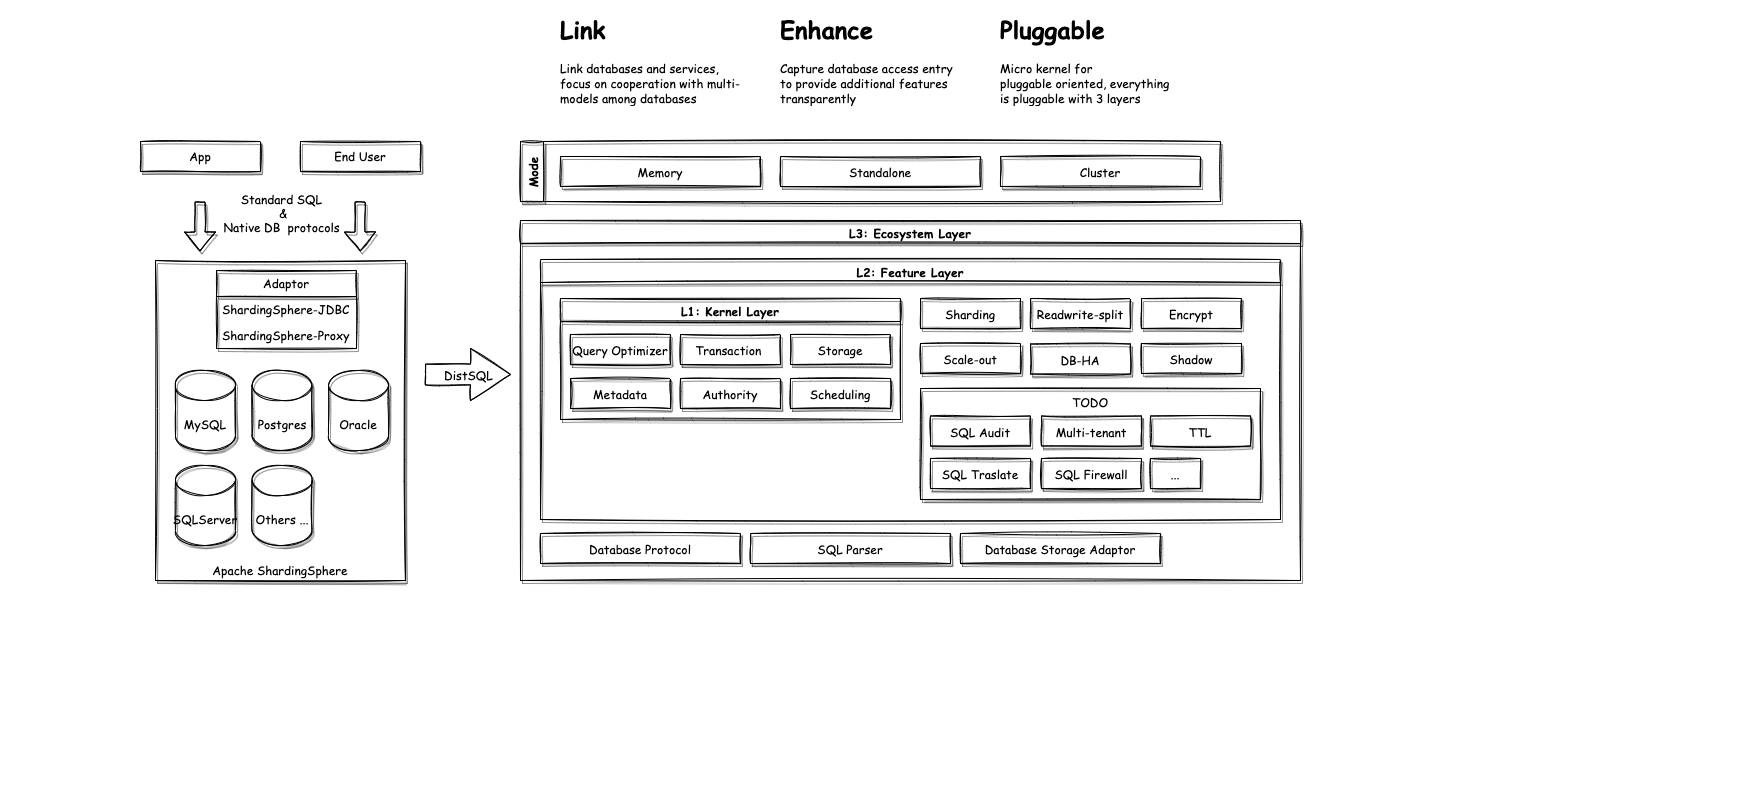 Link
Enhance
Pluggable
Link databases and services,
focus on cooperation with multi-
models among databases
Capture database access entry
to provide additional features
transparently
Micro kernel for
pluggable oriented, everything
is pluggable with 3 layers
App
End User
Standard SQL
&
Native DB protocols
Adaptor
ShardingSphere-JDBC
ShardingSphere-Proxy
MySQL
Postgres
Oracle
SQLServer
Others ...
Apache ShardingSphere
DistSQL
Mode
Memory
Standalone
Cluster
L3: Ecosystem Layer
L2: Feature Layer
L1: Kernel Layer
Query Optimizer
Transaction
Storage
Metadata
Authority
Scheduling
Sharding
Readwrite-split
Encrypt
Scale-out
DB-HA
Shadow
TODO
SQL Audit
Multi-tenant
TTL
SQL Traslate
SQL Firewall
...
Database Protocol
SQL Parser
Database Storage Adaptor